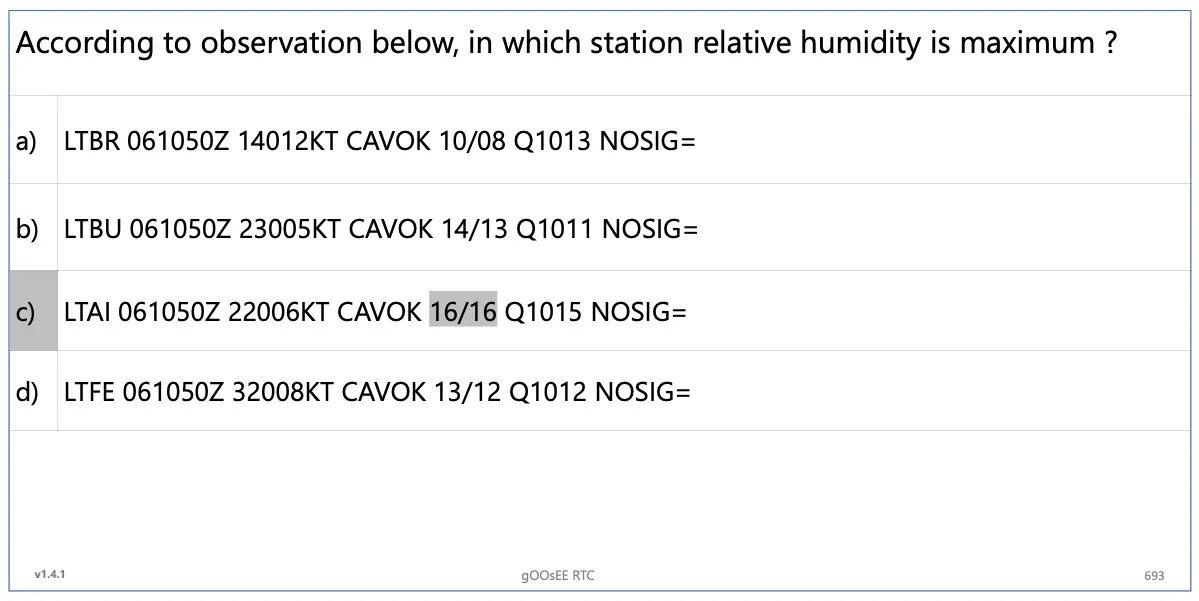 According to observation below, in which station relative humidity is maximum ?
a) LTBR 061050Z 14012KT CAVOK 10/08 Q1013 NOSIG=
b) LTBU 061050Z 23005KT CAVOK 14/13 Q1011 NOSIG=
c) LTAI 061050Z 22006KT CAVOK 16/16 Q1015 NOSIG=
d) LTFE 061050Z 32008KT CAVOK 13/12 Q1012 NOSIG=
v1.4.1 gOOsEE RTC 693